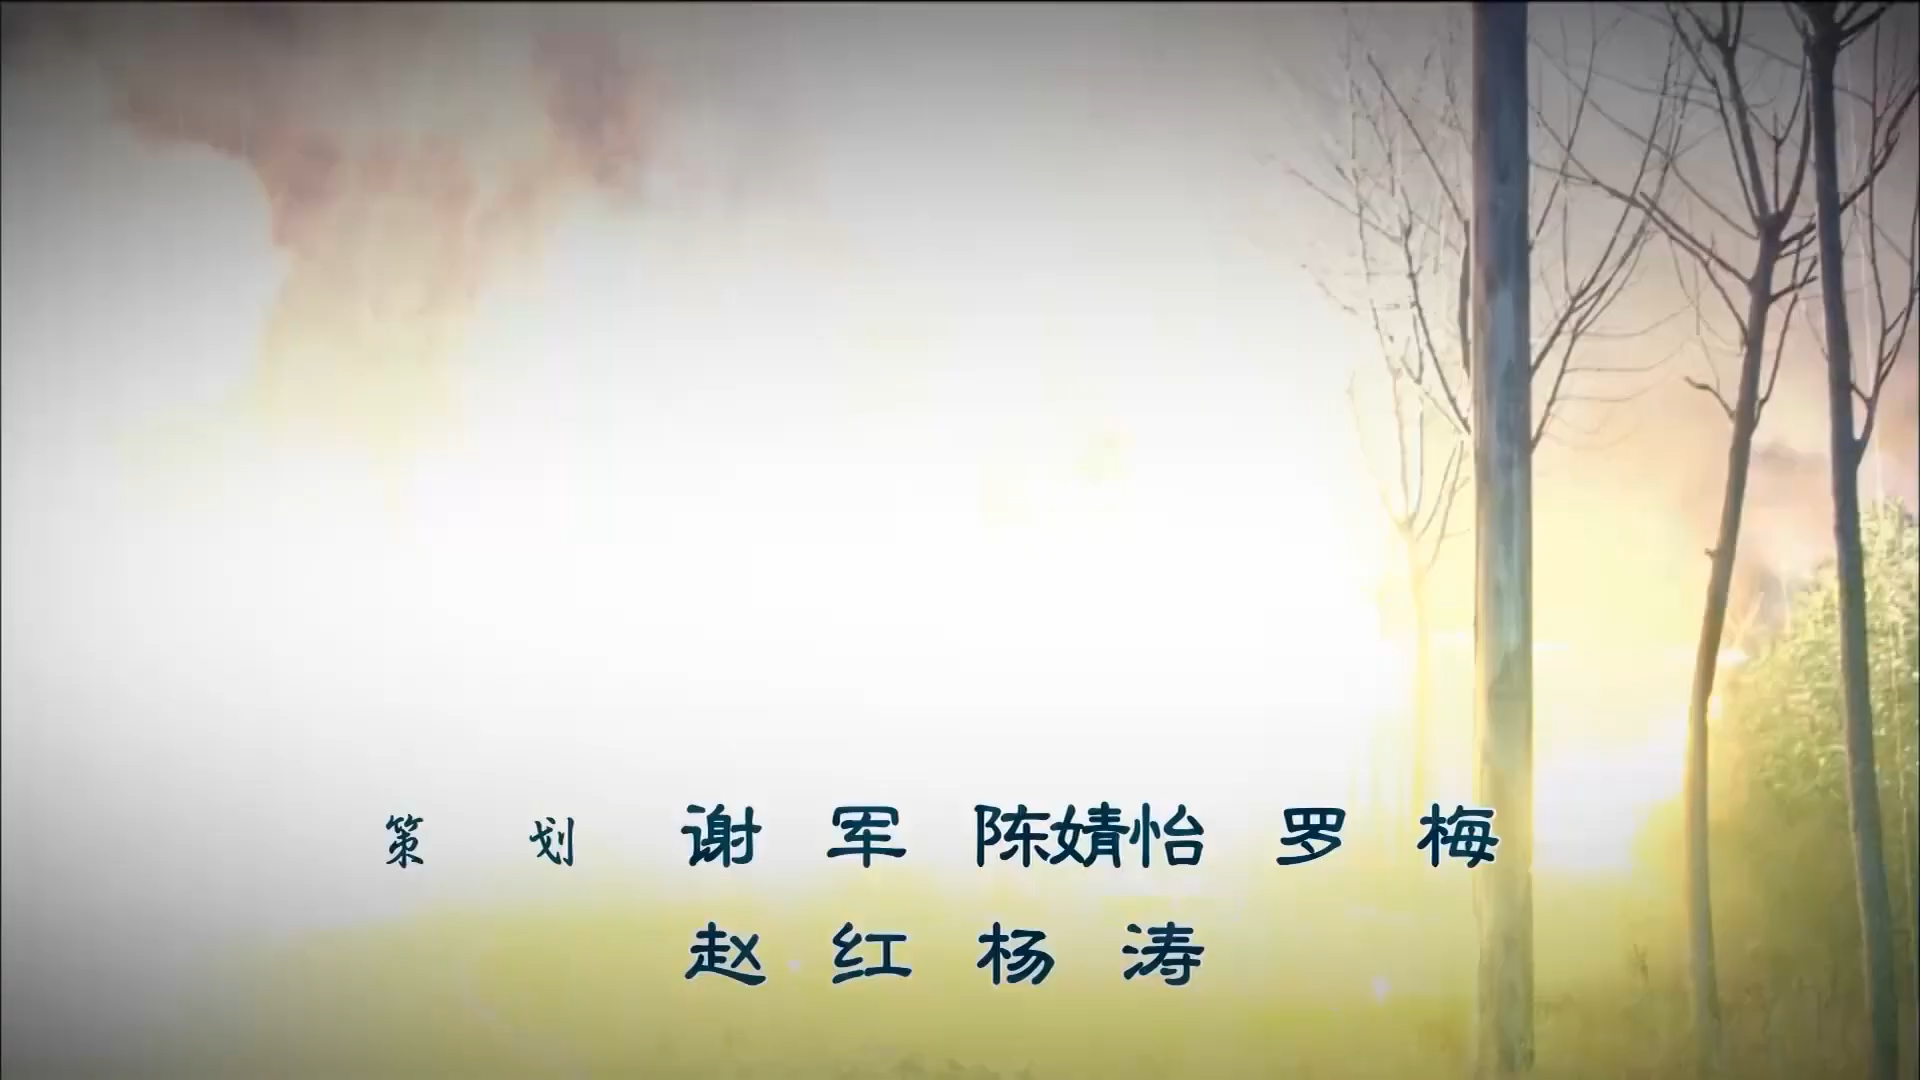 策 划 谢 军 陈婧怡 罗 梅
赵 红 杨 涛